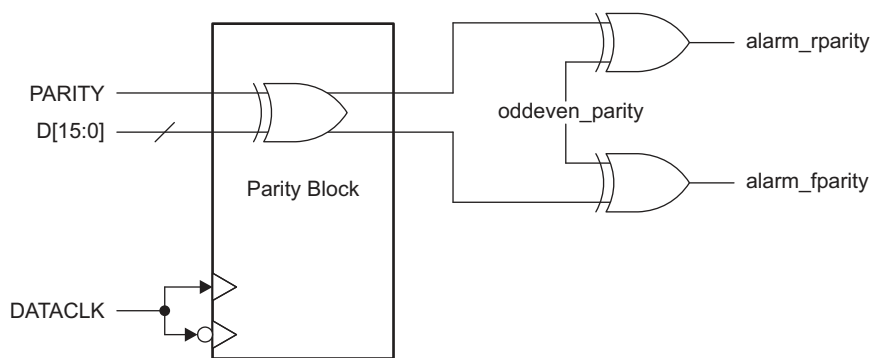 alarm_rparity
PARITY
oddeven_parity
D[15:0]
Parity Block
alarm_fparity
DATACLK